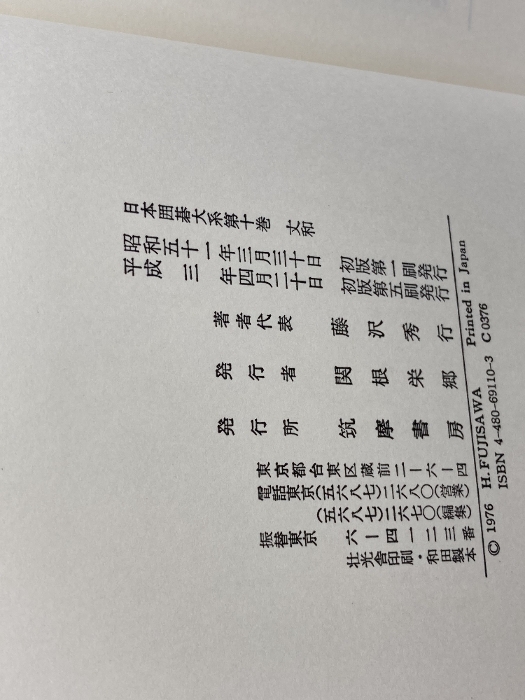 日本囲碁大系第十巻 丈和
昭和五十一年三月三十日 初版第一刷発行
平成三年四月二十日 初版第五刷発行
著者代表 藤沢秀行
発行者 関根栄郷
発行所 筑摩書房
東京都台東区蔵前二ー六ー四
電話東京(五六八七)二六八〇(営業)
(五六八七)二六七〇(編集)
振替東京 六ー四一二三番
壮光舎印刷・和田製本
© 1976 H. FUJISAWA Printed in Japan
ISBN 4-480-69110-3 C 0376